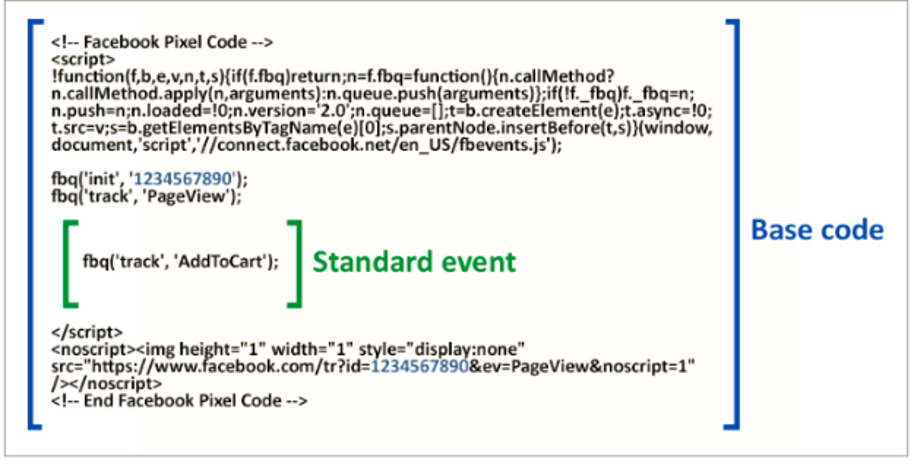 <!-- Facebook Pixel Code -->
<script>
!function(f,b,e,v,n,t,s){if(f.fbq)return;n=f.fbq=function(){n.callMethod?
n.callMethod.apply(n,arguments):n.queue.push(arguments)};if(!f._fbq)f._fbq=n;
n.push=n;n.loaded=!0;n.version='2.0';n.queue=[];t=b.createElement(e);t.async=!0;
t.src=v;s=b.getElementsByTagName(e)[0];s.parentNode.insertBefore(t,s)}(window,
document,'script','//connect.facebook.net/en_US/fbevents.js');
fbq('init', '1234567890');
fbq('track', 'PageView');
Base code
fbq('track', 'AddToCart');
Standard event
</script>
<noscript><img height="1" width="1" style="display:none"
src="https://www.facebook.com/tr?id=1234567890&ev=PageView&noscript=1"
/></noscript>
<!-- End Facebook Pixel Code -->